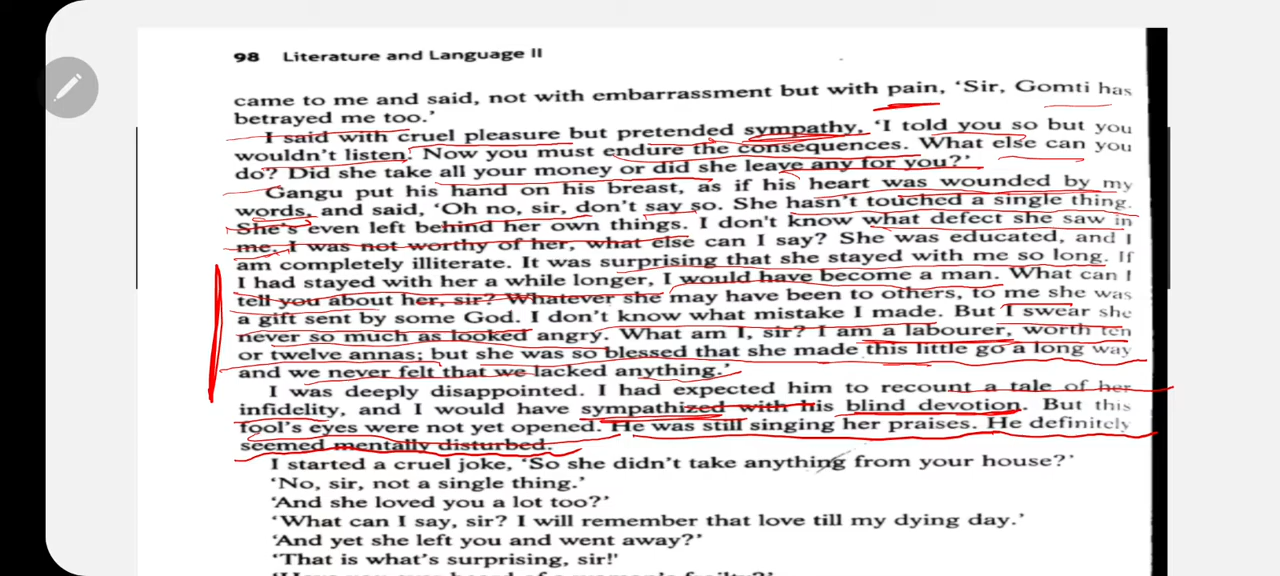 98 Literature and Language II
came to me and said, not with embarrassment but with pain, 'Sir, Gomti has
betrayed me too.'
I said with cruel pleasure but pretended sympathy, 'I told you so but you
wouldn't listen. Now you must endure the consequences. What else can you
do? Did she take all your money or did she leave any for you?'
Gangu put his hand on his breast, as if his heart was wounded by my
words, and said, 'Oh no, sir, don't say so. She hasn't touched a single thing.
She's even left behind her own things. I don't know what defect she saw in
me. I was not worthy of her, what else can I say? She was educated, and I
am completely illiterate. It was surprising that she stayed with me so long. If
I had stayed with her a while longer, I would have become a man. What can I
tell you about her, sir? Whatever she may have been to others, to me she was
a gift sent by some God. I don't know what mistake I made. But I swear she
never so much as looked angry. What am I, sir? I am a labourer, worth ten
or twelve annas; but she was so blessed that she made this little go a long way
and we never felt that we lacked anything.'
I was deeply disappointed. I had expected him to recount a tale of her
infidelity, and I would have sympathized with his blind devotion. But this
fool's eyes were not yet opened. He was still singing her praises. He definitely
seemed mentally disturbed.
I started a cruel joke, 'So she didn't take anything from your house?'
'No, sir, not a single thing.'
'And she loved you a lot too?'
'What can I say, sir? I will remember that love till my dying day.'
'And yet she left you and went away?'
'That is what's surprising, sir!'
'Have you ever heard of a woman's frailty?'